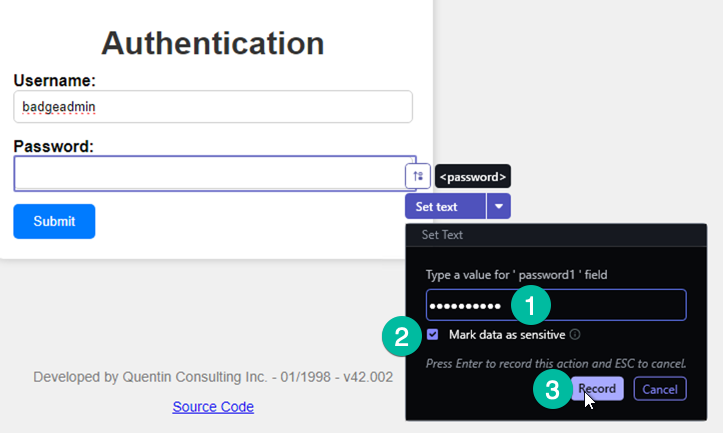 Authentication
Username:
badgeadmin
Password:
<password>
Submit
Set text
Set Text
Type a value for ' password1 ' field
•••••••••• 1
2 Mark data as sensitive
Press Enter to record this action and ESC to cancel.
3 Record Cancel
Developed by Quentin Consulting Inc. - 01/1998 - v42.002
Source Code